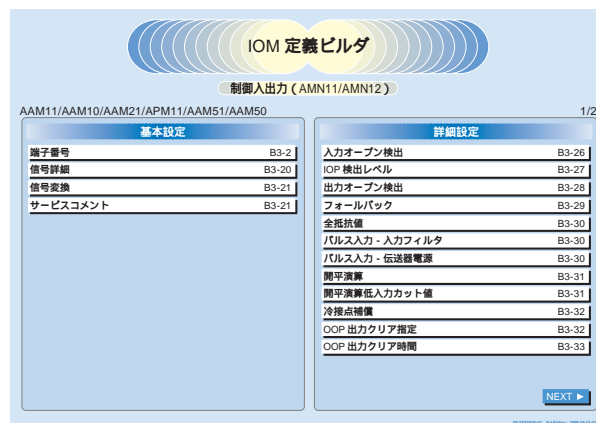 IOM 定義ビルダ
制御入出力（AMN11/AMN12）
AAM11/AAM10/AAM21/APM11/AAM51/AAM50 1/2
基本設定
端子番号 B3-2
信号詳細 B3-20
信号変換 B3-21
サービスコメント B3-21
詳細設定
入力オープン検出 B3-26
IOP 検出レベル B3-27
出力オープン検出 B3-28
フォールバック B3-29
全抵抗値 B3-30
パルス入力 - 入力フィルタ B3-30
パルス入力 - 伝送器電源 B3-30
開平演算 B3-31
開平演算低入力カット値 B3-31
冷接点補償 B3-32
OOP 出力クリア指定 B3-32
OOP 出力クリア時間 B3-33
NEXT ►